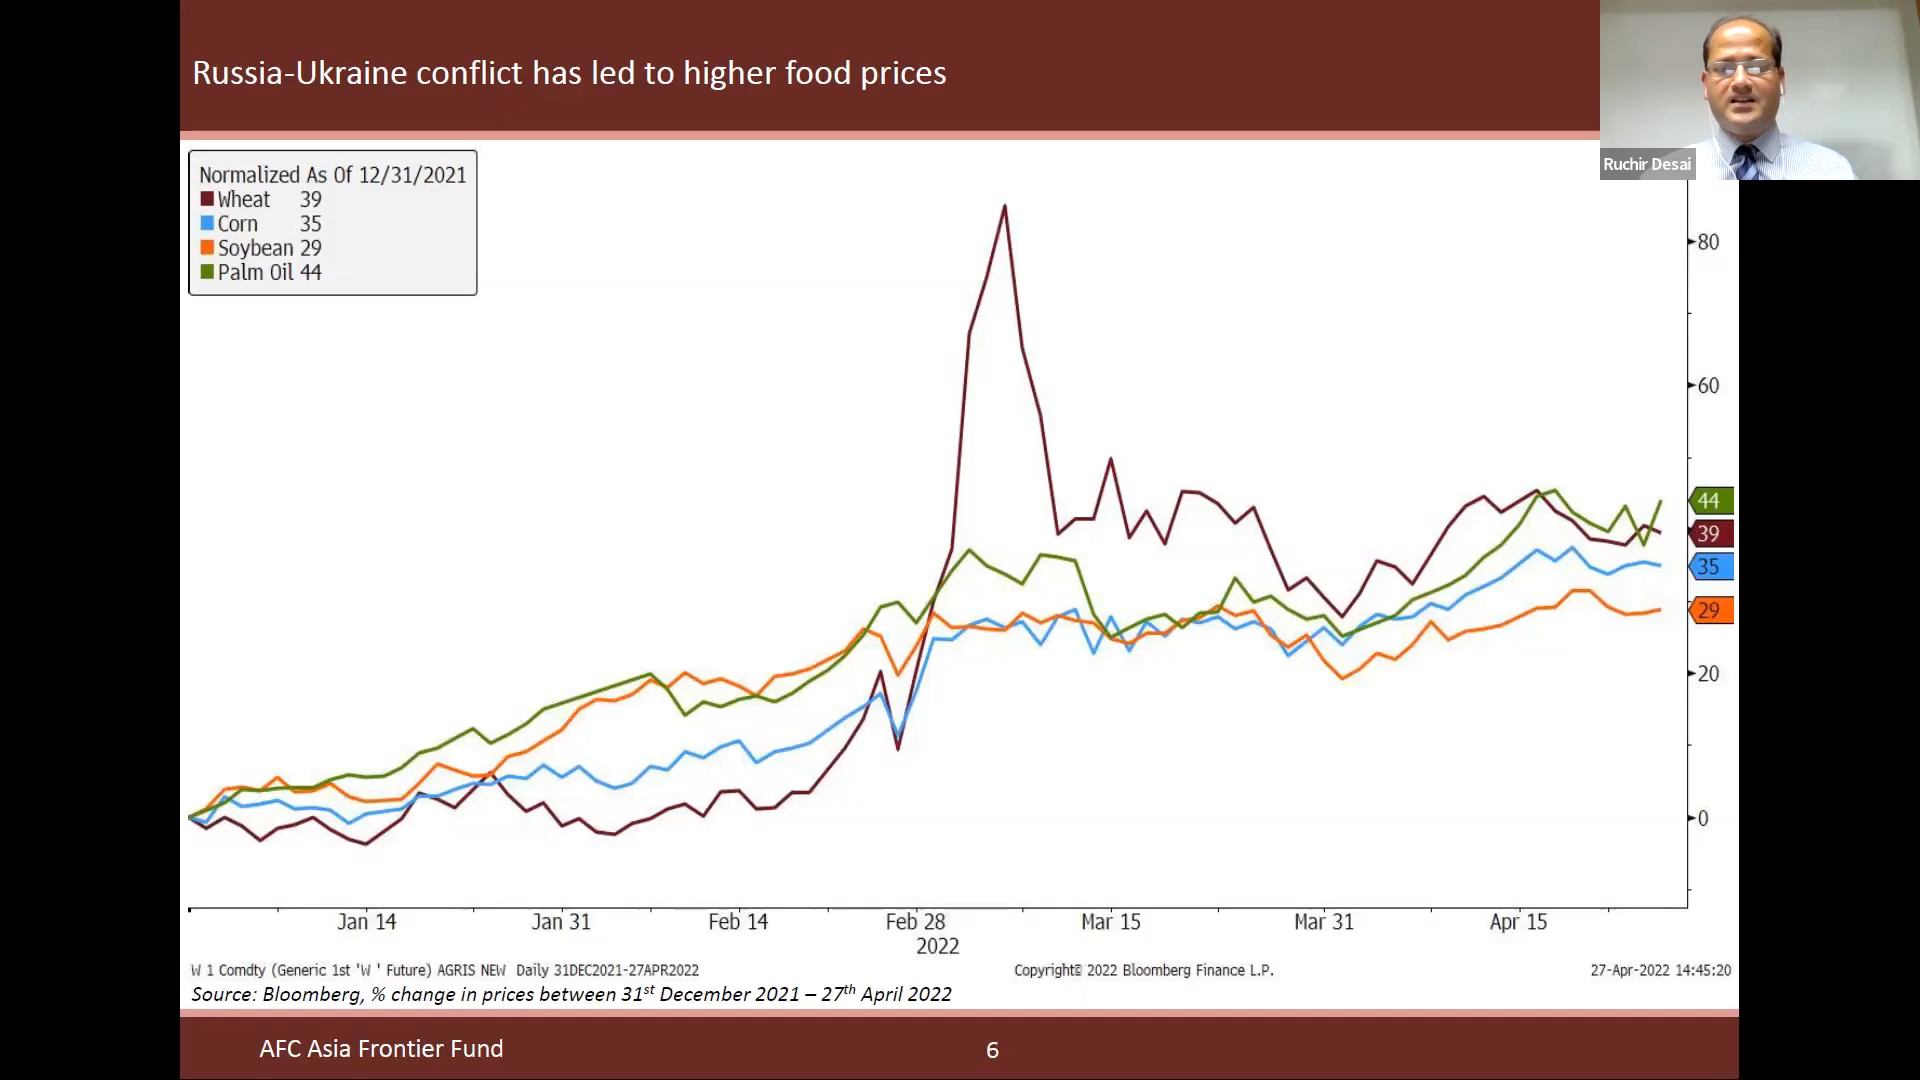 Russia-Ukraine conflict has led to higher food prices
Ruchir Desai
Normalized As Of 12/31/2021
Wheat 39
Corn 35
Soybean 29
Palm Oil 44
80
60
44
39
35
29
20
0
Jan 14 Jan 31 Feb 14 Feb 28 Mar 15 Mar 31 Apr 15
2022
W 1 Comdty (Generic 1st 'W ' Future) AGRIS NEW Daily 31DEC2021-27APR2022 Copyright© 2022 Bloomberg Finance L.P. 27-Apr-2022 14:45:20
Source: Bloomberg, % change in prices between 31st December 2021 – 27th April 2022
AFC Asia Frontier Fund 6